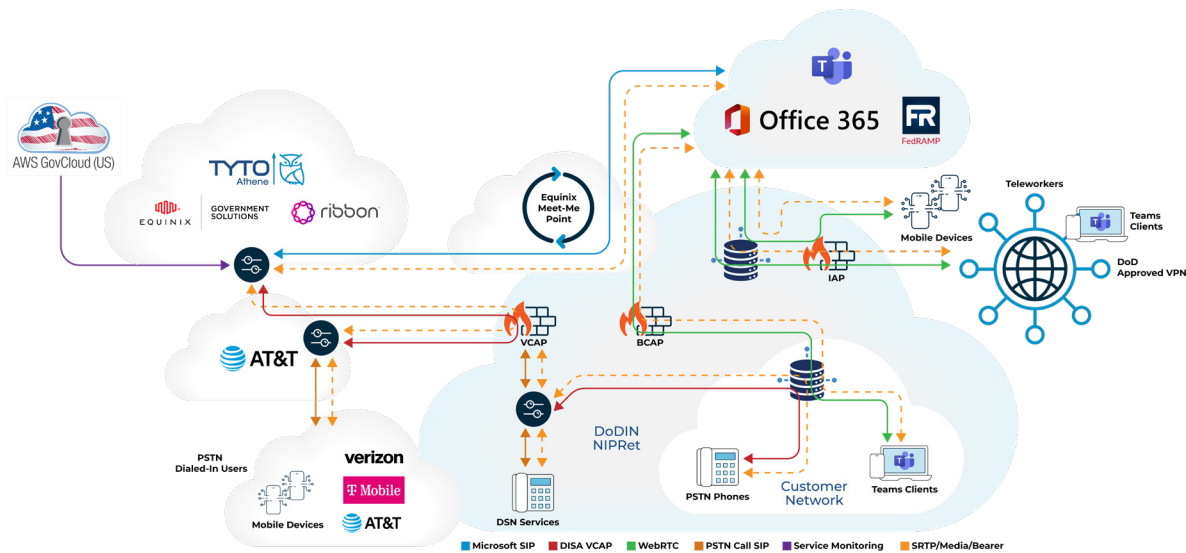 T
Office 365
FR
FedRAMP
AWS GovCloud (US)
TYTO
Athene
EQUINIX
GOVERNMENT
SOLUTIONS
ribbon
Equinix
Meet-Me
Point
Mobile Devices
Teleworkers
T
Teams
Clients
DoD
Approved VPN
IAP
AT&T
VCAP
BCAP
DoDIN
NIPRet
PSTN
Dialed-In Users
verizon
T Mobile
AT&T
Mobile Devices
DSN Services
PSTN Phones
Customer
Network
T
Teams Clients
Microsoft SIP
DISA VCAP
WebRTC
PSTN Call SIP
Service Monitoring
SRTP/Media/Bearer